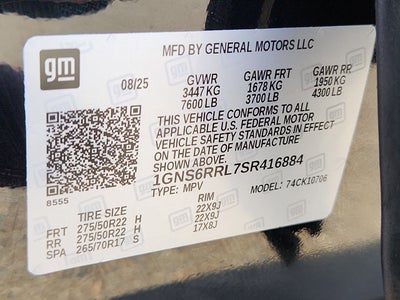 gm
MFD BY GENERAL MOTORS LLC
08/25 GVWR GAWR FRT GAWR RR
3447 KG 1678 KG 1950 KG
7600 LB 3700 LB 4300 LB
THIS VEHICLE CONFORMS TO ALL
APPLICABLE U.S. FEDERAL MOTOR
VEHICLE SAFETY STANDARDS IN EFFECT
ON THE DATE OF MANUFACTURE
SHOWN ABOVE
1GNS6RRL7SR416884
TYPE: MPV MODEL: 74CK10706
8555
TIRE SIZE RIM
FRT 275/50R22 H 22X9J
RR 275/50R22 H 22X9J
SPA 265/70R17 S 17X8J